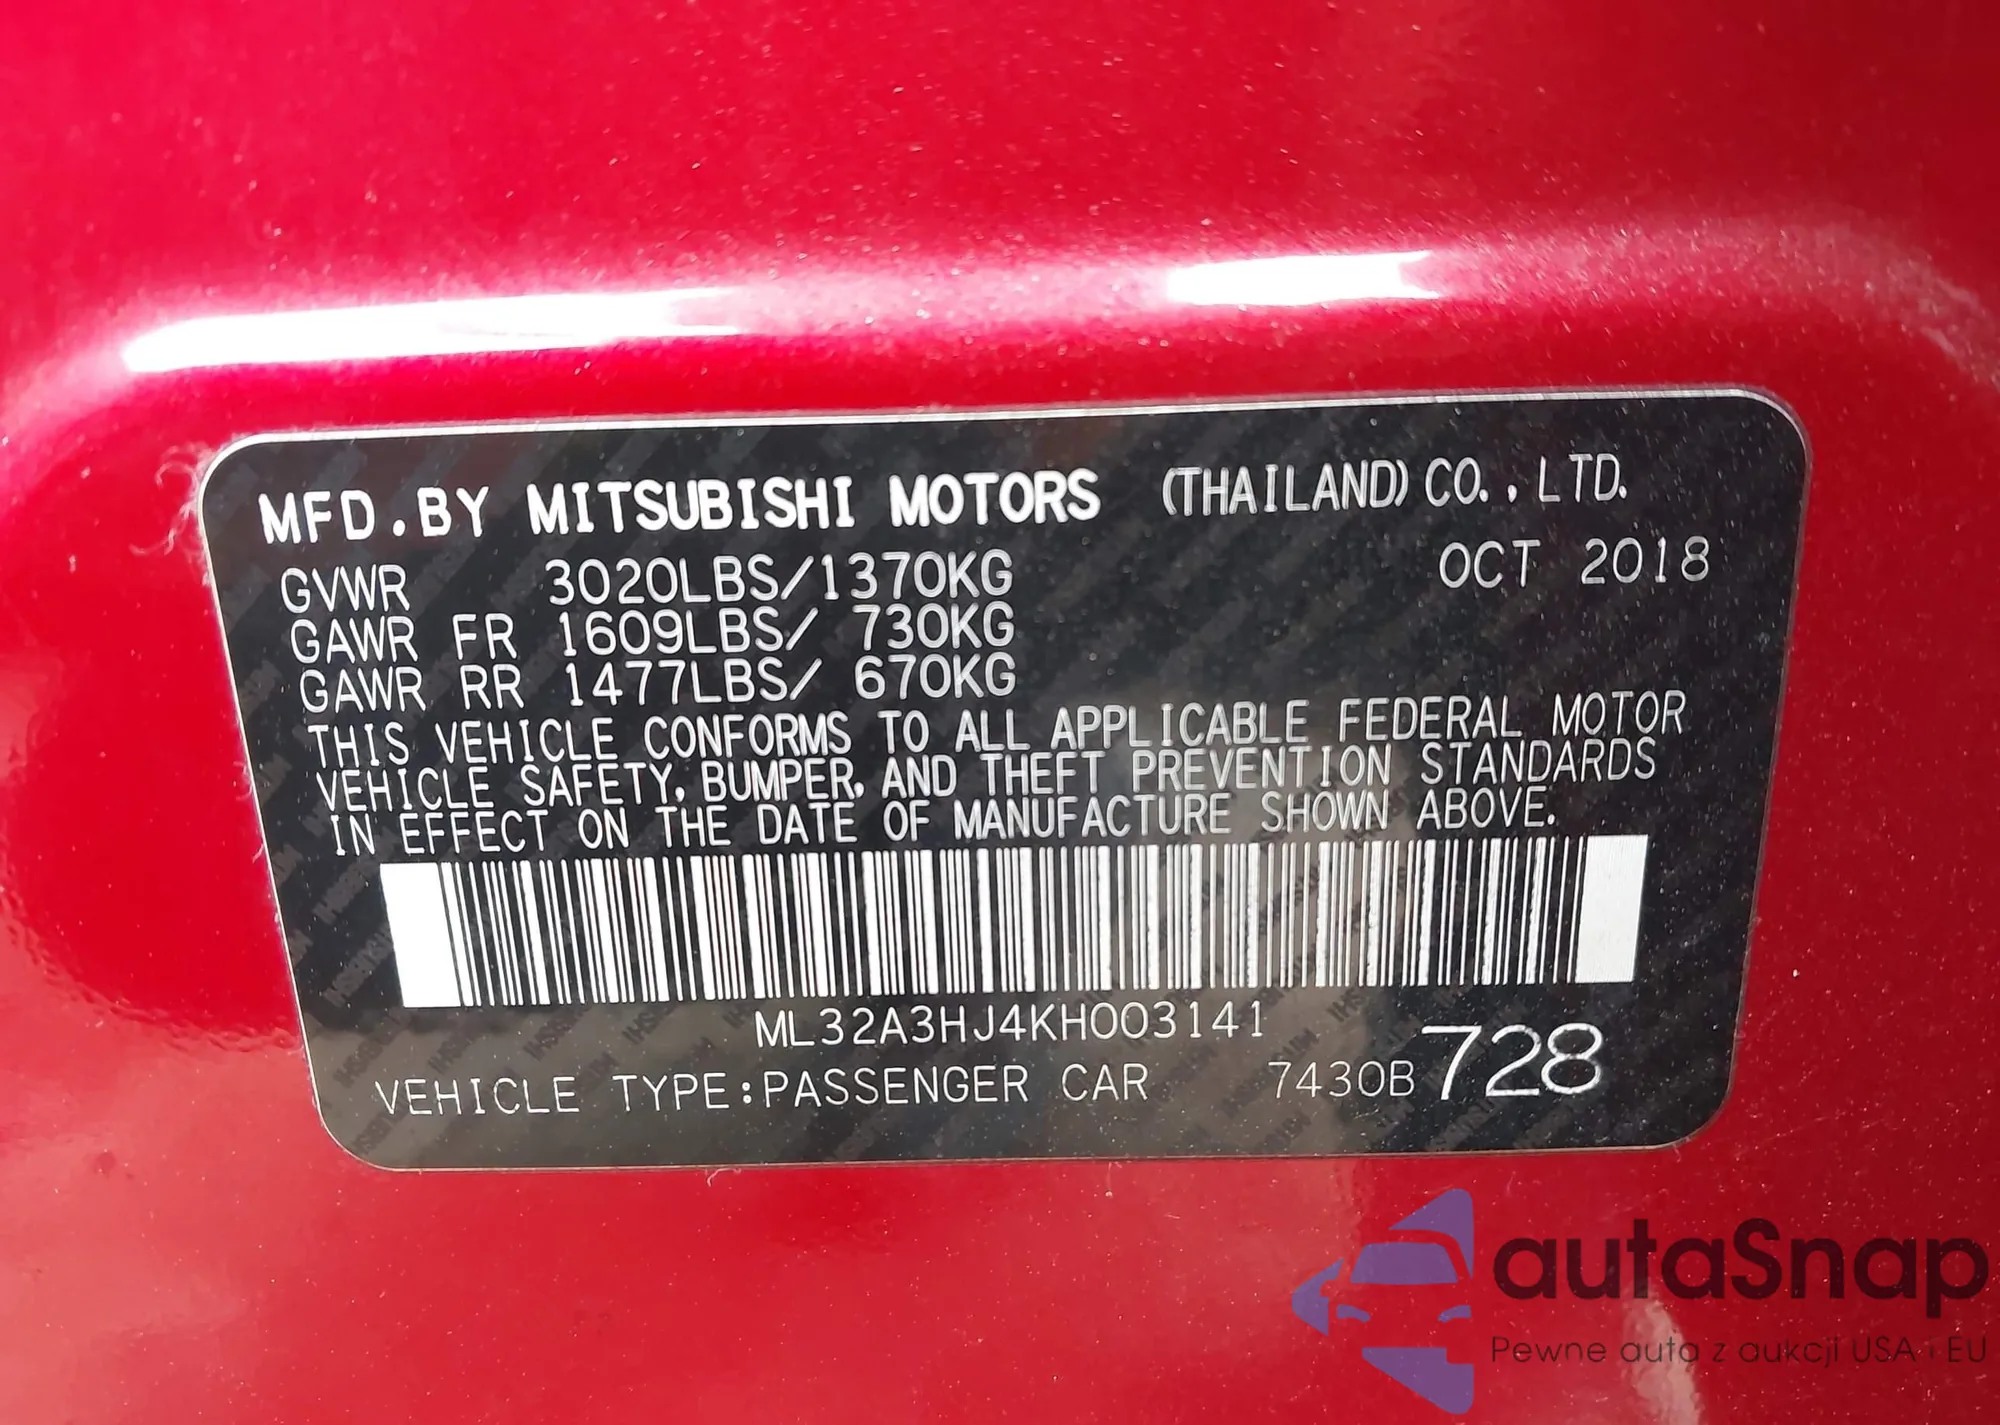 MFD.BY MITSUBISHI MOTORS (THAILAND) CO., LTD.
GVWR 3020LBS/1370KG OCT 2018
GAWR FR 1609LBS/ 730KG
GAWR RR 1477LBS/ 670KG
THIS VEHICLE CONFORMS TO ALL APPLICABLE FEDERAL MOTOR
VEHICLE SAFETY, BUMPER, AND THEFT PREVENTION STANDARDS
IN EFFECT ON THE DATE OF MANUFACTURE SHOWN ABOVE.
ML32A3HJ4KH003141
VEHICLE TYPE:PASSENGER CAR 7430B 728
autaSnap
Pewne auta z aukcji USA i EU